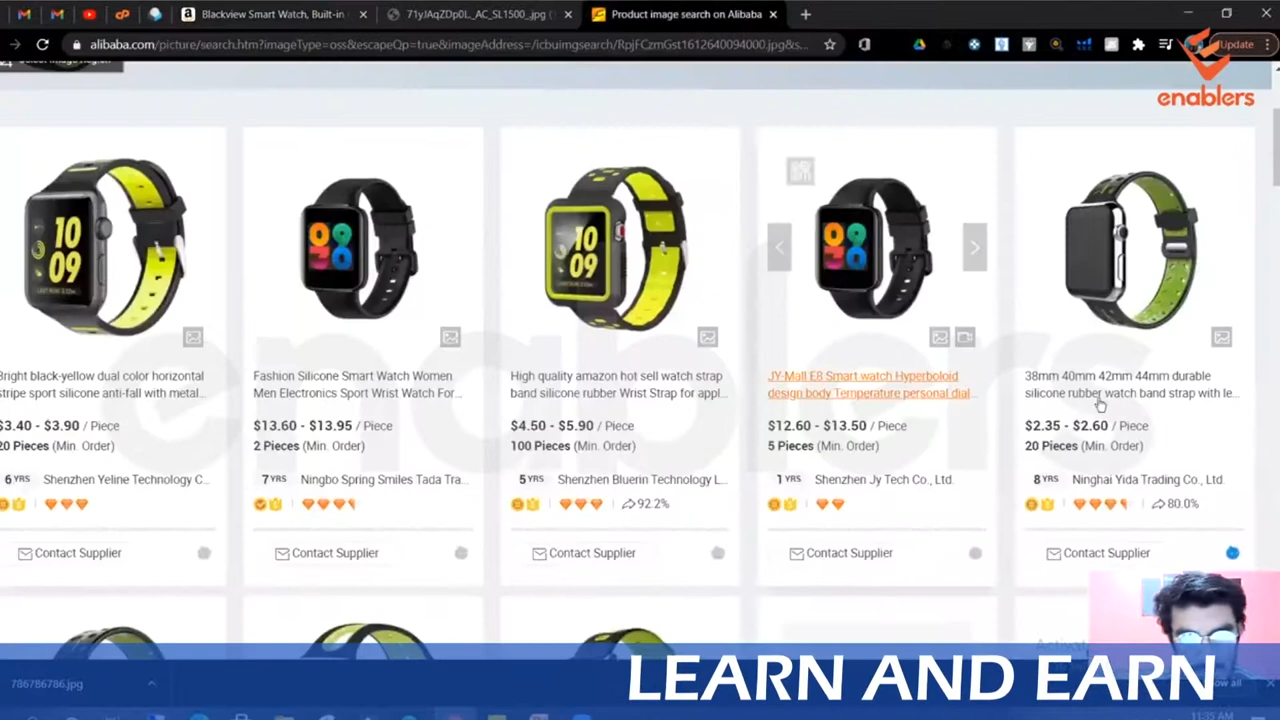 Blackview Smart Watch, Built-in
71yJAqZDp0L._AC_SL1500_.jpg (
Product image search on Alibaba
alibaba.com/picture/search.htm?imageType=oss&escapeQp=true&imageAddress=/icbuimgsearch/RpjFCzmGst1612640094000.jpg&s...
Update
enablers
10
09
Bright black-yellow dual color horizontal
stripe sport silicone anti-fall with metal...
$3.40 - $3.90 / Piece
20 Pieces (Min. Order)
6 YRS Shenzhen Yeline Technology C...
Contact Supplier
Fashion Silicone Smart Watch Women
Men Electronics Sport Wrist Watch For...
$13.60 - $13.95 / Piece
2 Pieces (Min. Order)
7 YRS Ningbo Spring Smiles Tada Tra...
Contact Supplier
10
09
High quality amazon hot sell watch strap
band silicone rubber Wrist Strap for appl...
$4.50 - $5.90 / Piece
100 Pieces (Min. Order)
5 YRS Shenzhen Bluerin Technology L...
92.2%
Contact Supplier
JY-Mall E8 Smart watch Hyperboloid
design body Temperature personal dial...
$12.60 - $13.50 / Piece
5 Pieces (Min. Order)
1 YRS Shenzhen Jy Tech Co., Ltd.
Contact Supplier
38mm 40mm 42mm 44mm durable
silicone rubber watch band strap with le...
$2.35 - $2.60 / Piece
20 Pieces (Min. Order)
8 YRS Ninghai Yida Trading Co., Ltd.
80.0%
Contact Supplier
enablers
786786786.jpg
LEARN AND EARN
11:35 AM